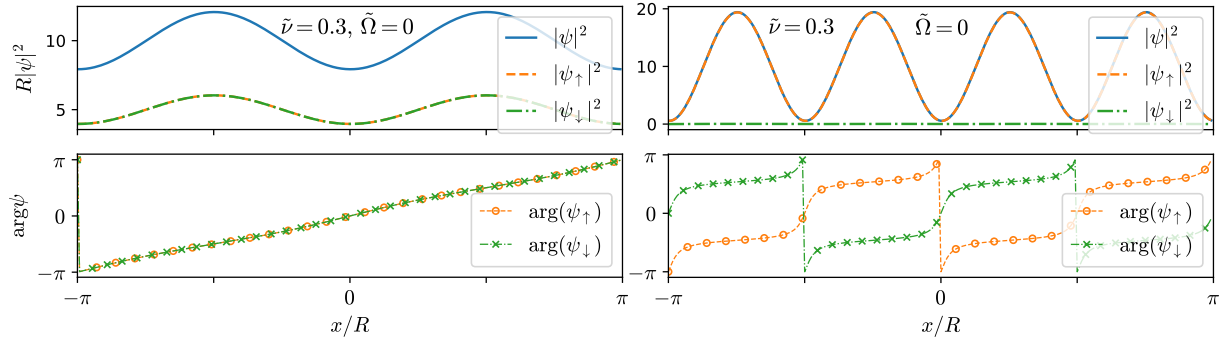 ν̃ = 0.3, Ω̃ = 0
|ψ|²
|ψ↑|²
|ψ↓|²
10
5
R|ψ|²
ν̃ = 0.3 Ω̃ = 0
|ψ|²
|ψ↑|²
|ψ↓|²
20
10
0
π
0
−π
argψ
arg(ψ↑)
arg(ψ↓)
−π 0 π
x/R
π
0
−π
arg(ψ↑)
arg(ψ↓)
−π 0 π
x/R